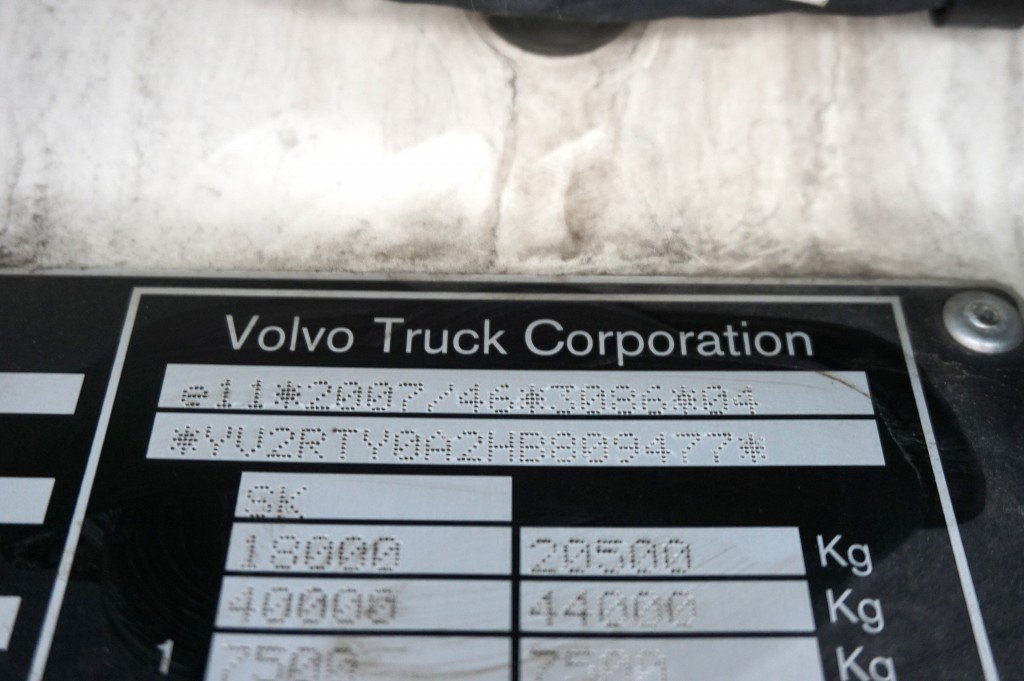 Volvo Truck Corporation
e11*2007/46*3086*04
*YV2RTY0A2HB809477*
SK
18000 20500 Kg
40000 44000 Kg
1 7500 7500 Kg